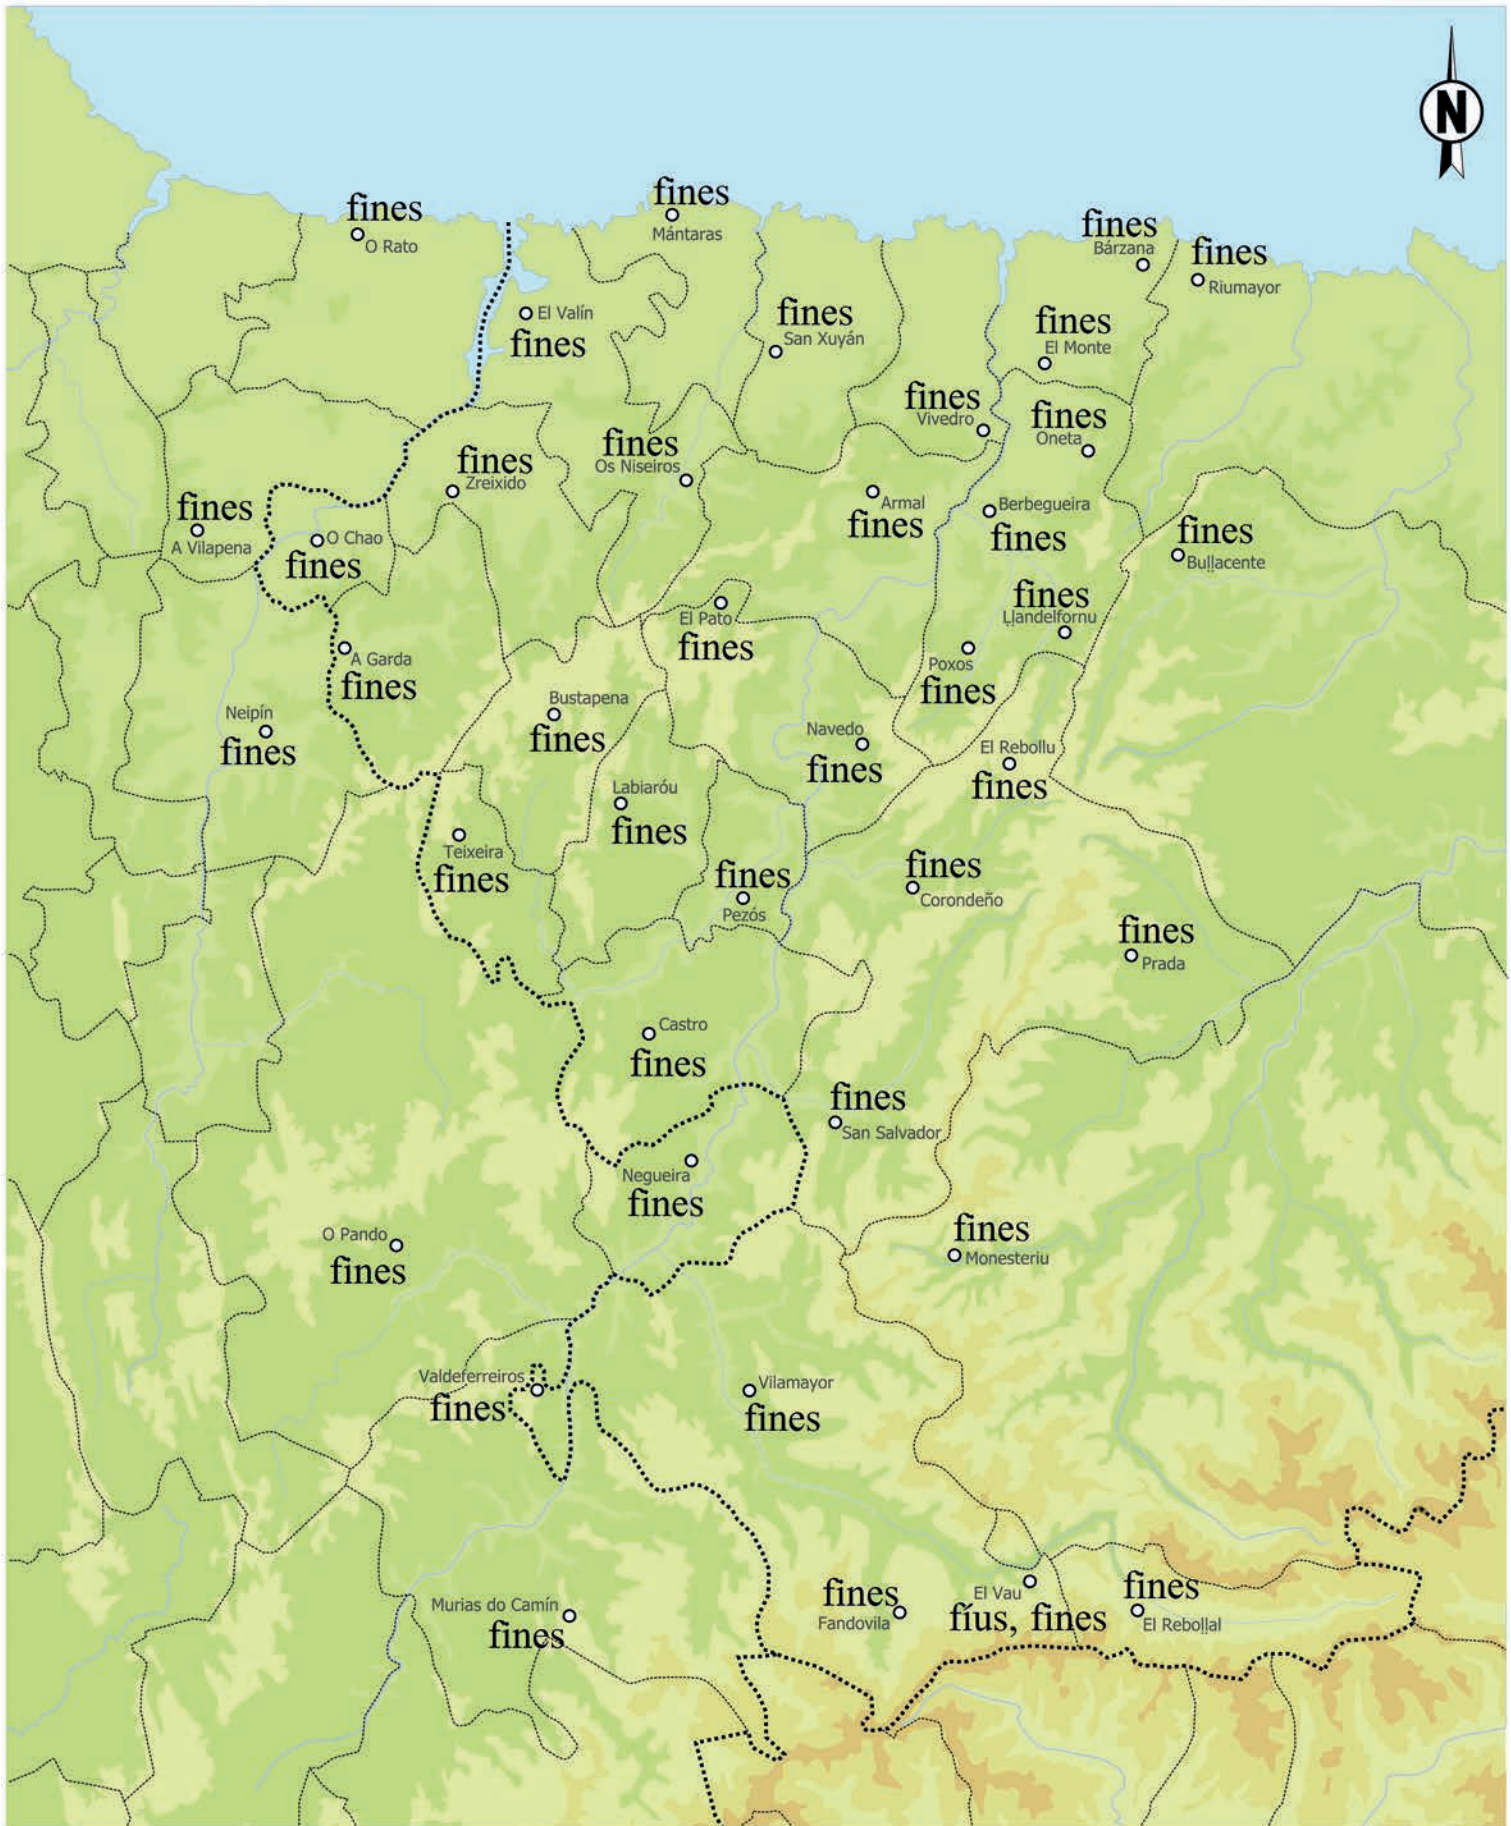 N
fines
O Rato
fines
Mántaras
fines
Bárzana
fines
Riumayor
El Valín
fines
fines
San Xuyán
fines
El Monte
fines
Vivedro
fines
Oneta
fines
Os Niseiros
fines
Zreixido
fines
A Vilapena
O Chao
fines
Armal
fines
Berbegueira
fines
fines
Buḷḷacente
fines
Ḷḷandelfornu
El Pato
fines
A Garda
fines
Poxos
fines
Bustapena
fines
Neipín
fines
Navedo
fines
El Rebollu
fines
Labiaróu
fines
Teixeira
fines
fines
Pezós
fines
Corondeño
fines
Prada
Castro
fines
fines
San Salvador
Negueira
fines
O Pando
fines
fines
Monesteriu
Valdeferreiros
fines
Vilamayor
fines
Murias do Camín
fines
fines
Fandovila
El Vau
fíus, fines
fines
El Reboḷḷal